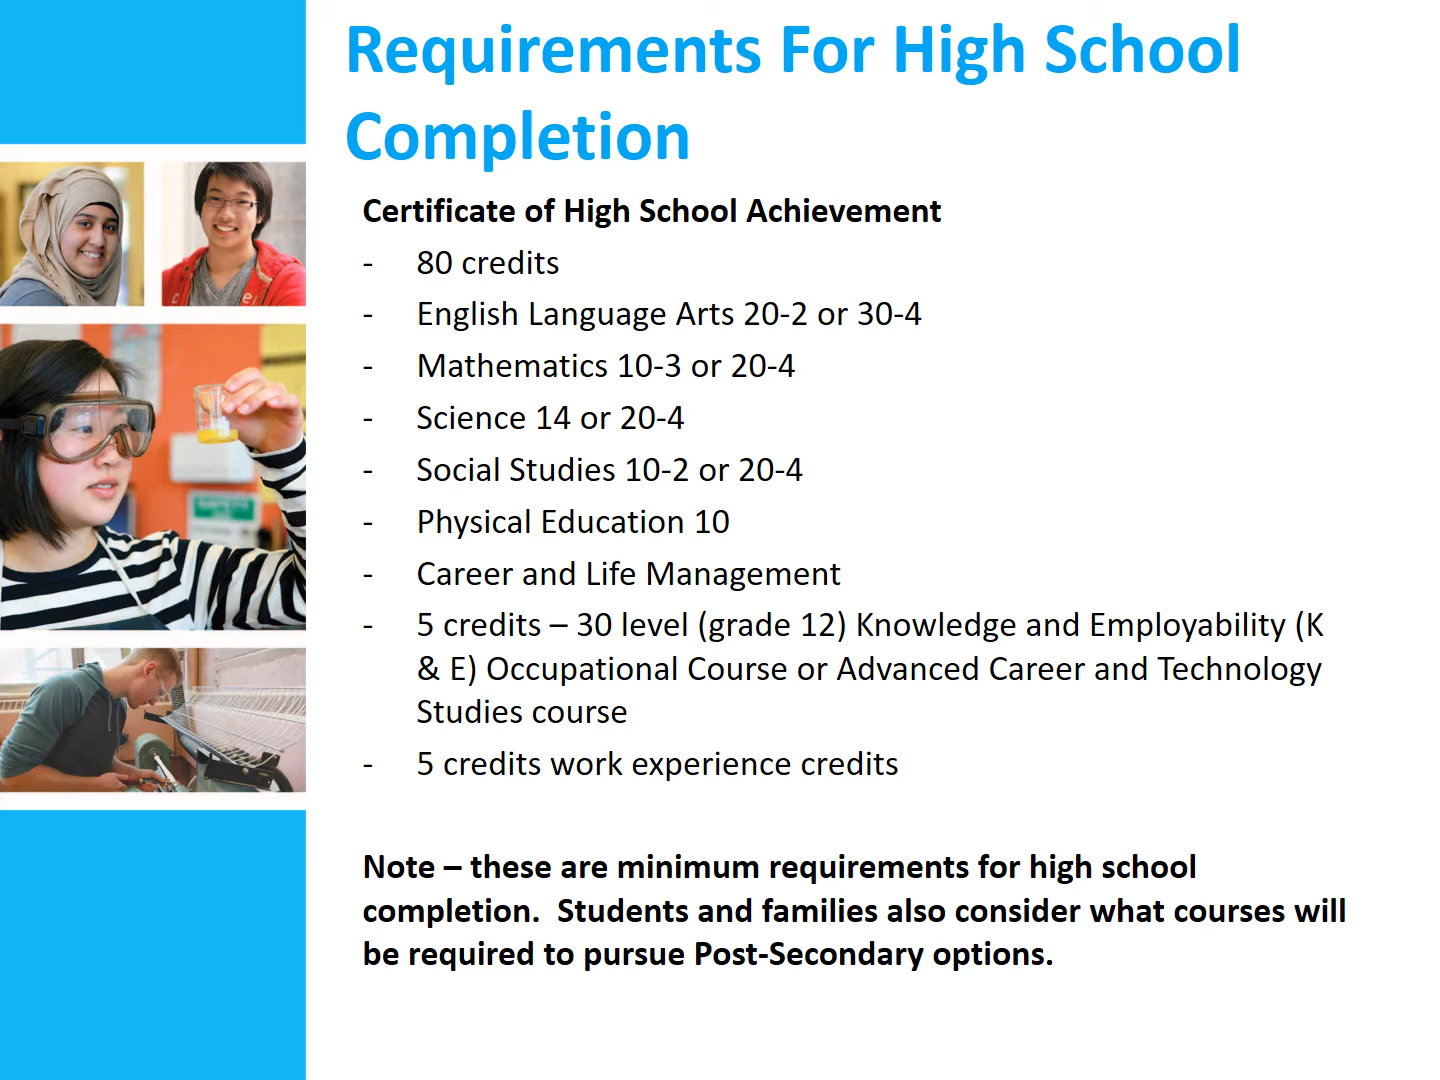 Requirements For High School
Completion
Certificate of High School Achievement
- 80 credits
- English Language Arts 20-2 or 30-4
- Mathematics 10-3 or 20-4
- Science 14 or 20-4
- Social Studies 10-2 or 20-4
- Physical Education 10
- Career and Life Management
- 5 credits – 30 level (grade 12) Knowledge and Employability (K
& E) Occupational Course or Advanced Career and Technology
Studies course
- 5 credits work experience credits
Note – these are minimum requirements for high school
completion.  Students and families also consider what courses will
be required to pursue Post-Secondary options.